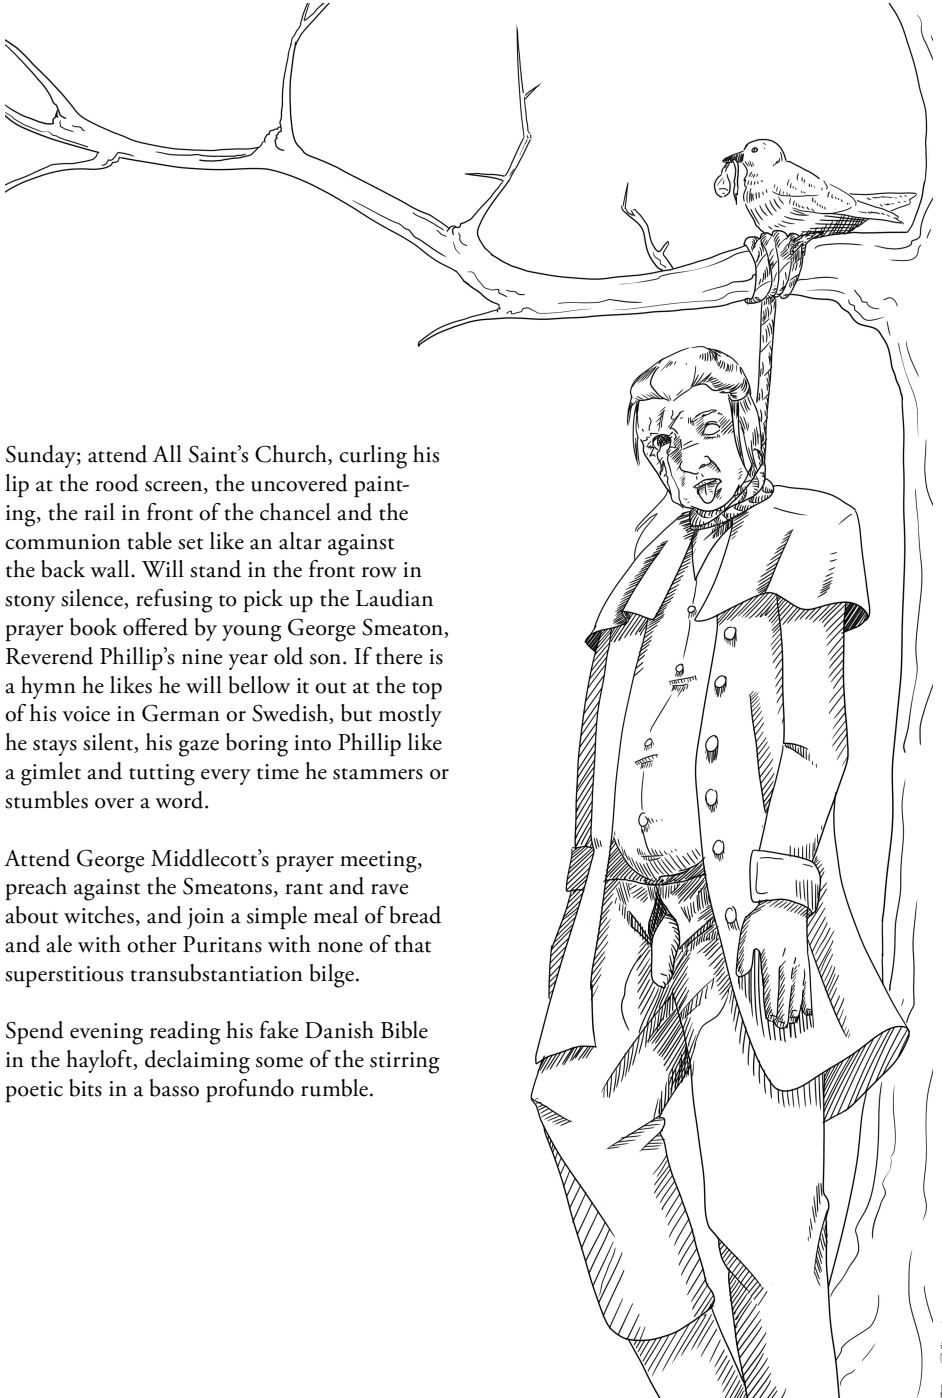 Sunday; attend All Saint’s Church, curling his
lip at the rood screen, the uncovered paint-
ing, the rail in front of the chancel and the
communion table set like an altar against
the back wall. Will stand in the front row in
stony silence, refusing to pick up the Laudian
prayer book offered by young George Smeaton,
Reverend Phillip’s nine year old son. If there is
a hymn he likes he will bellow it out at the top
of his voice in German or Swedish, but mostly
he stays silent, his gaze boring into Phillip like
a gimlet and tutting every time he stammers or
stumbles over a word.
Attend George Middlecott’s prayer meeting,
preach against the Smeatons, rant and rave
about witches, and join a simple meal of bread
and ale with other Puritans with none of that
superstitious transubstantiation bilge.
Spend evening reading his fake Danish Bible
in the hayloft, declaiming some of the stirring
poetic bits in a basso profundo rumble.